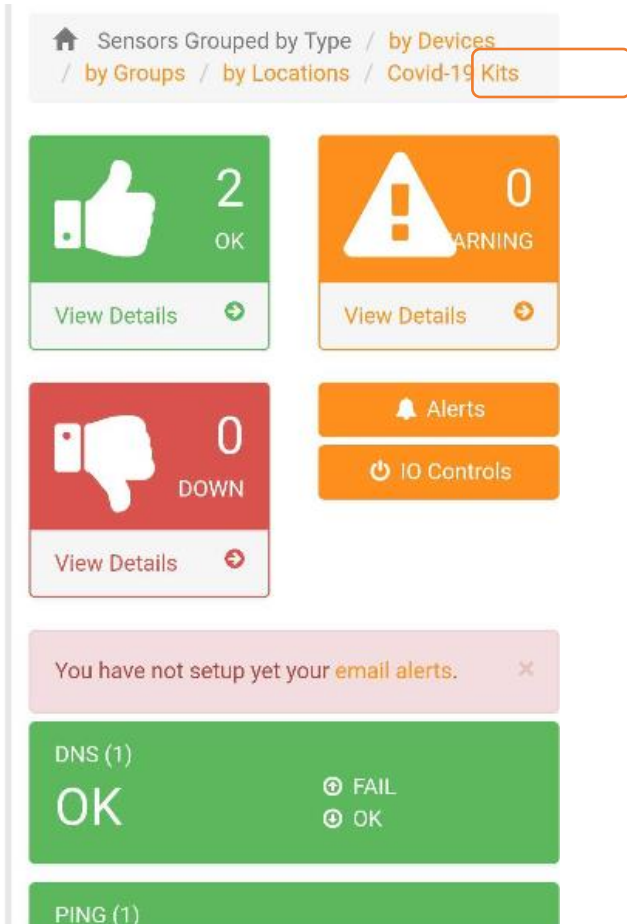 Sensors Grouped by Type / by Devices
/ by Groups / by Locations / Covid-19 Kits
2
OK
View Details
0
ARNING
View Details
0
DOWN
View Details
Alerts
IO Controls
You have not setup yet your email alerts. ×
DNS (1)
OK
FAIL
OK
PING (1)